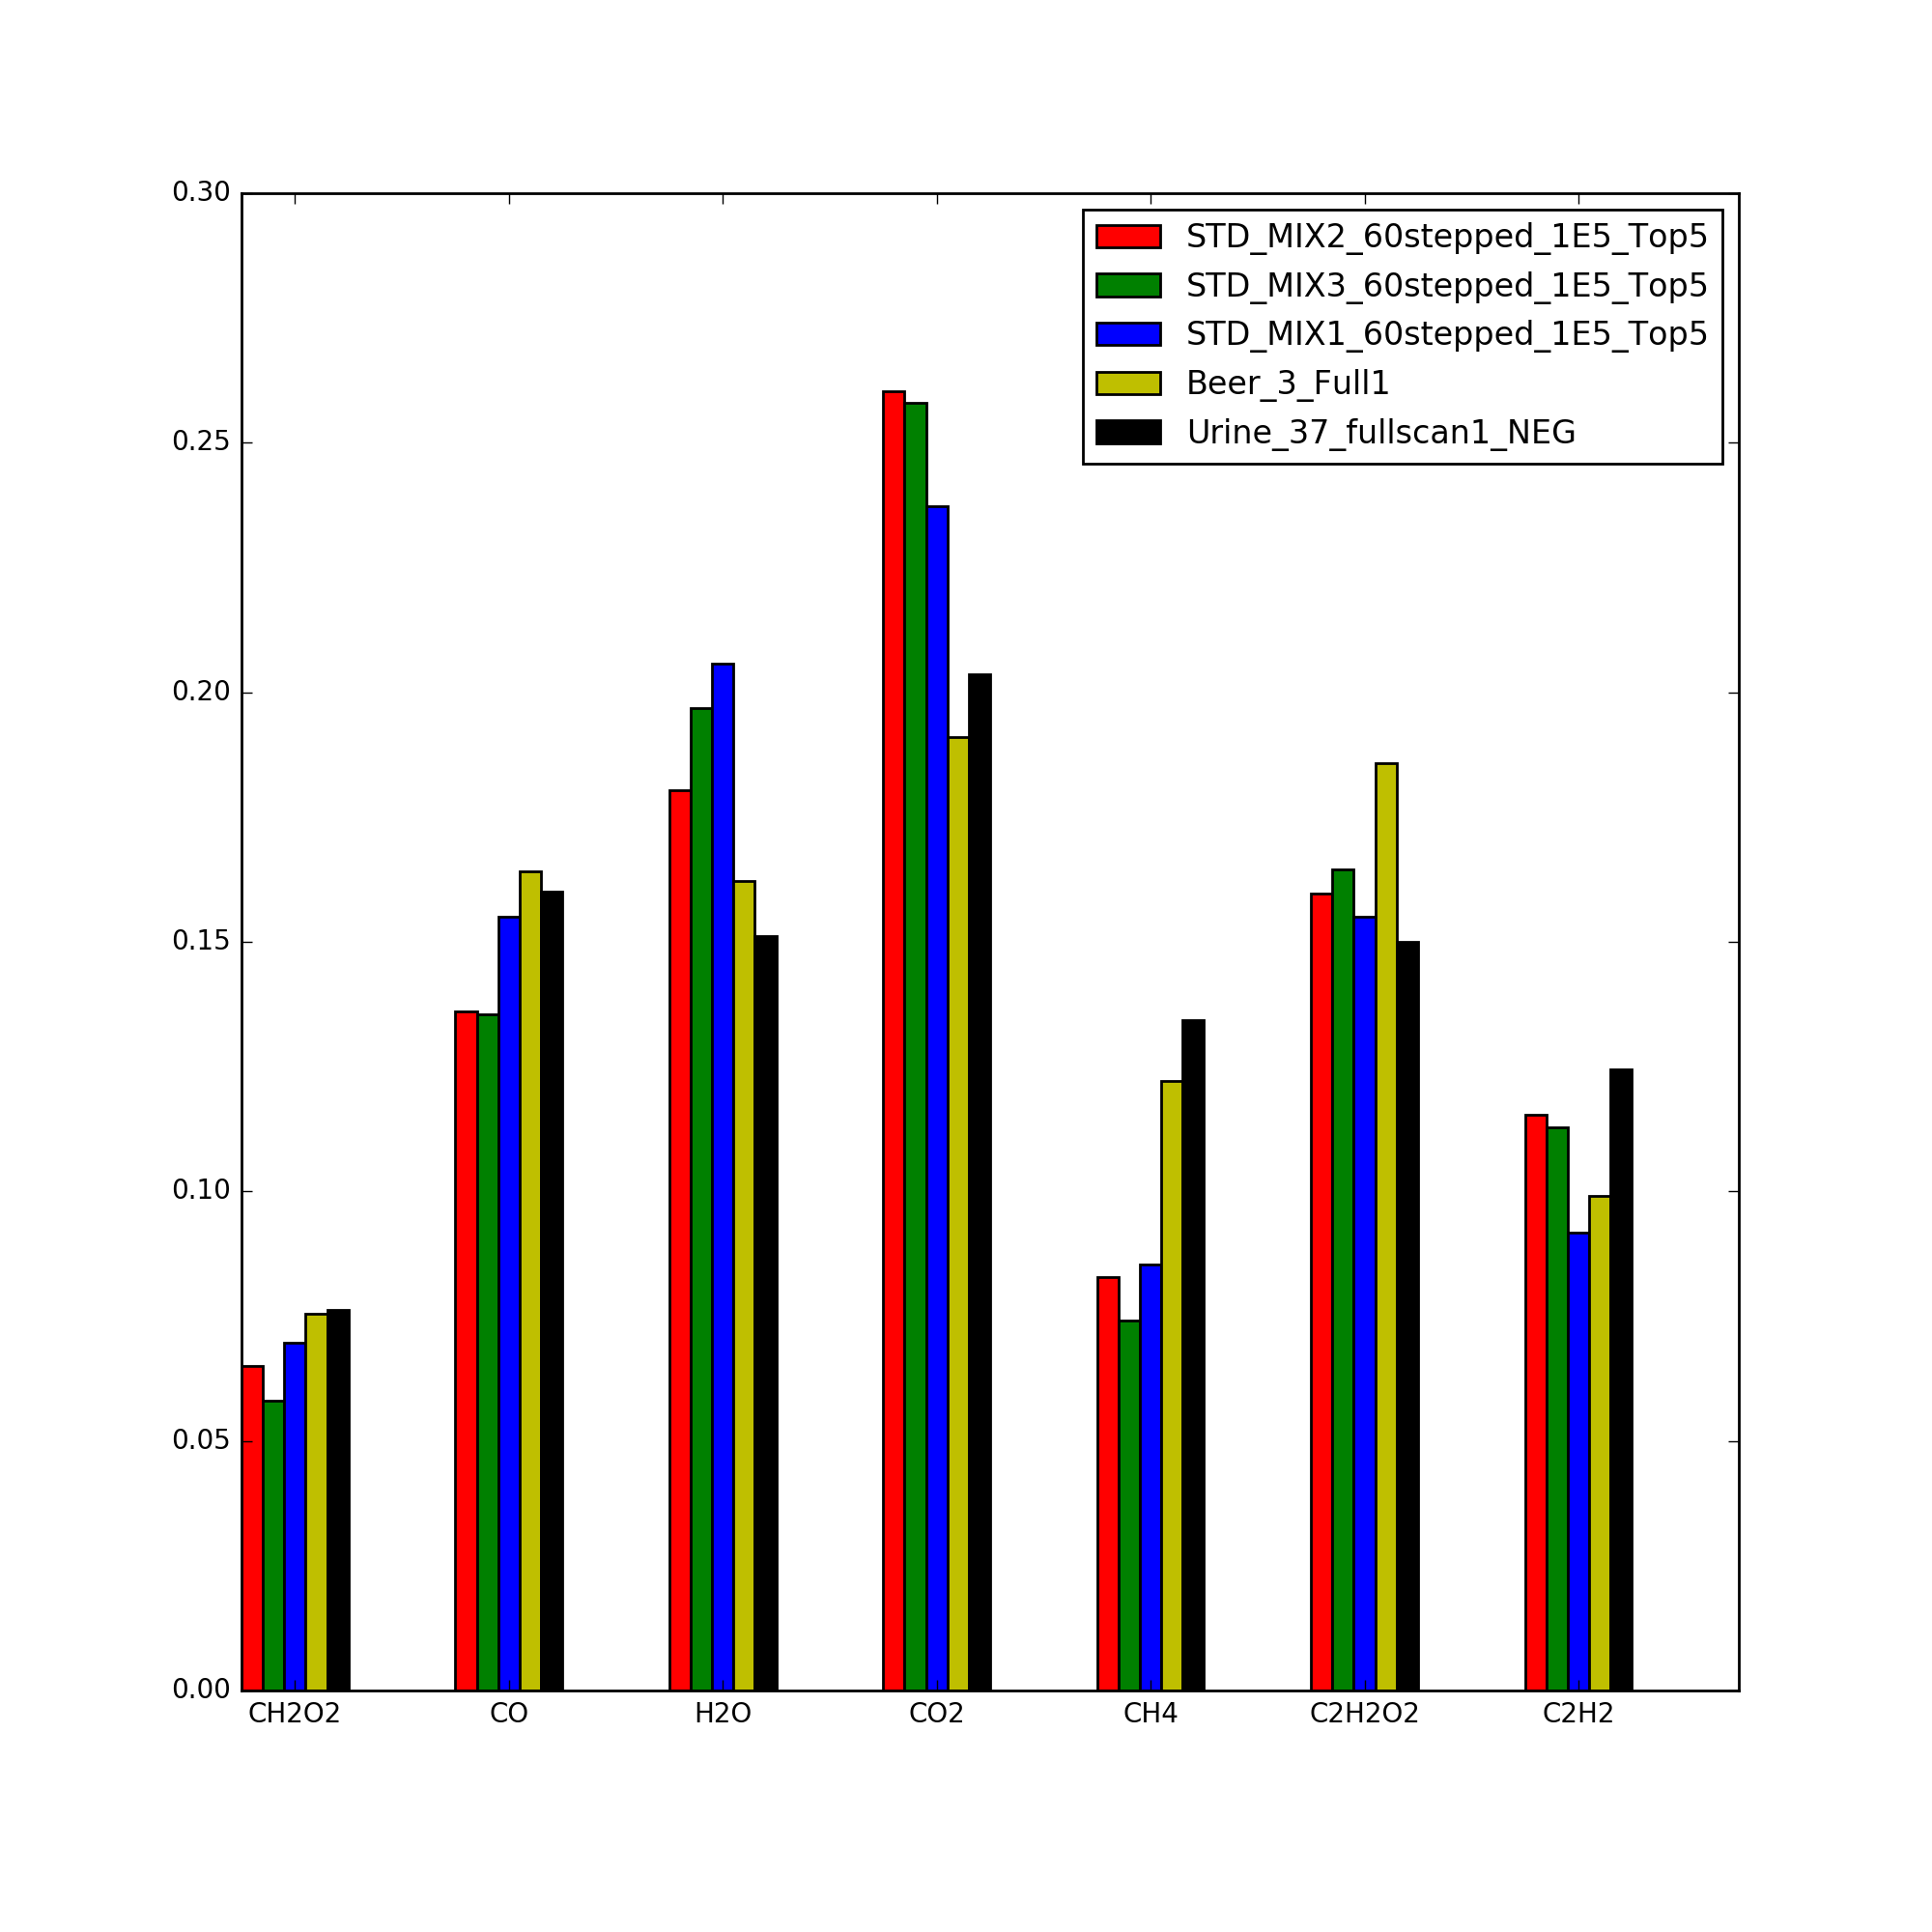 0.30
0.25
0.20
0.15
0.10
0.05
0.00
STD_MIX2_60stepped_1E5_Top5
STD_MIX3_60stepped_1E5_Top5
STD_MIX1_60stepped_1E5_Top5
Beer_3_Full1
Urine_37_fullscan1_NEG
CH2O2 CO H2O CO2 CH4 C2H2O2 C2H2